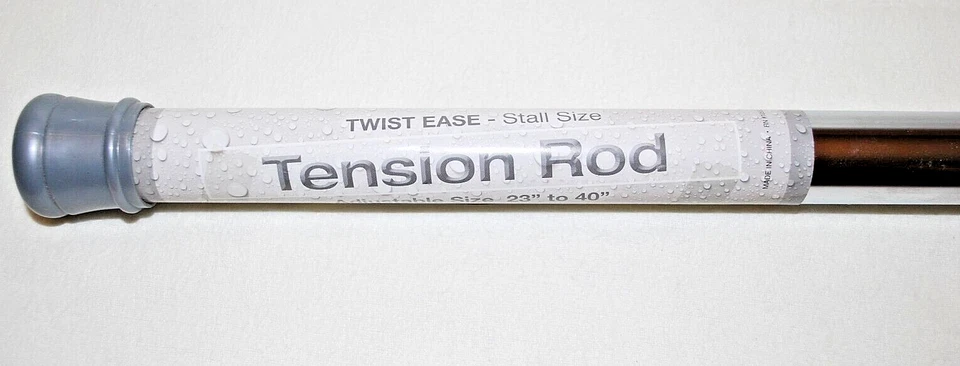 TWIST EASE - Stall Size
Tension Rod
Adjustable Size 23" to 40"
MADE IN CHINA